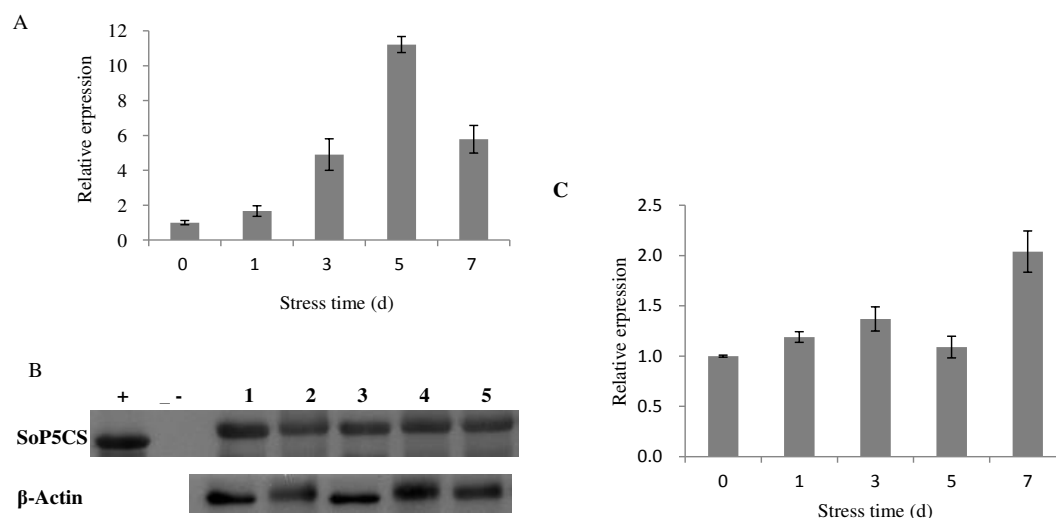 A
Relative erpression
12
10
8
6
4
2
0
0 1 3 5 7
Stress time (d)
B
+ _ - 1 2 3 4 5
SoP5CS
β-Actin
C
Relative erpression
2.5
2.0
1.5
1.0
0.5
0.0
0 1 3 5 7
Stress time (d)